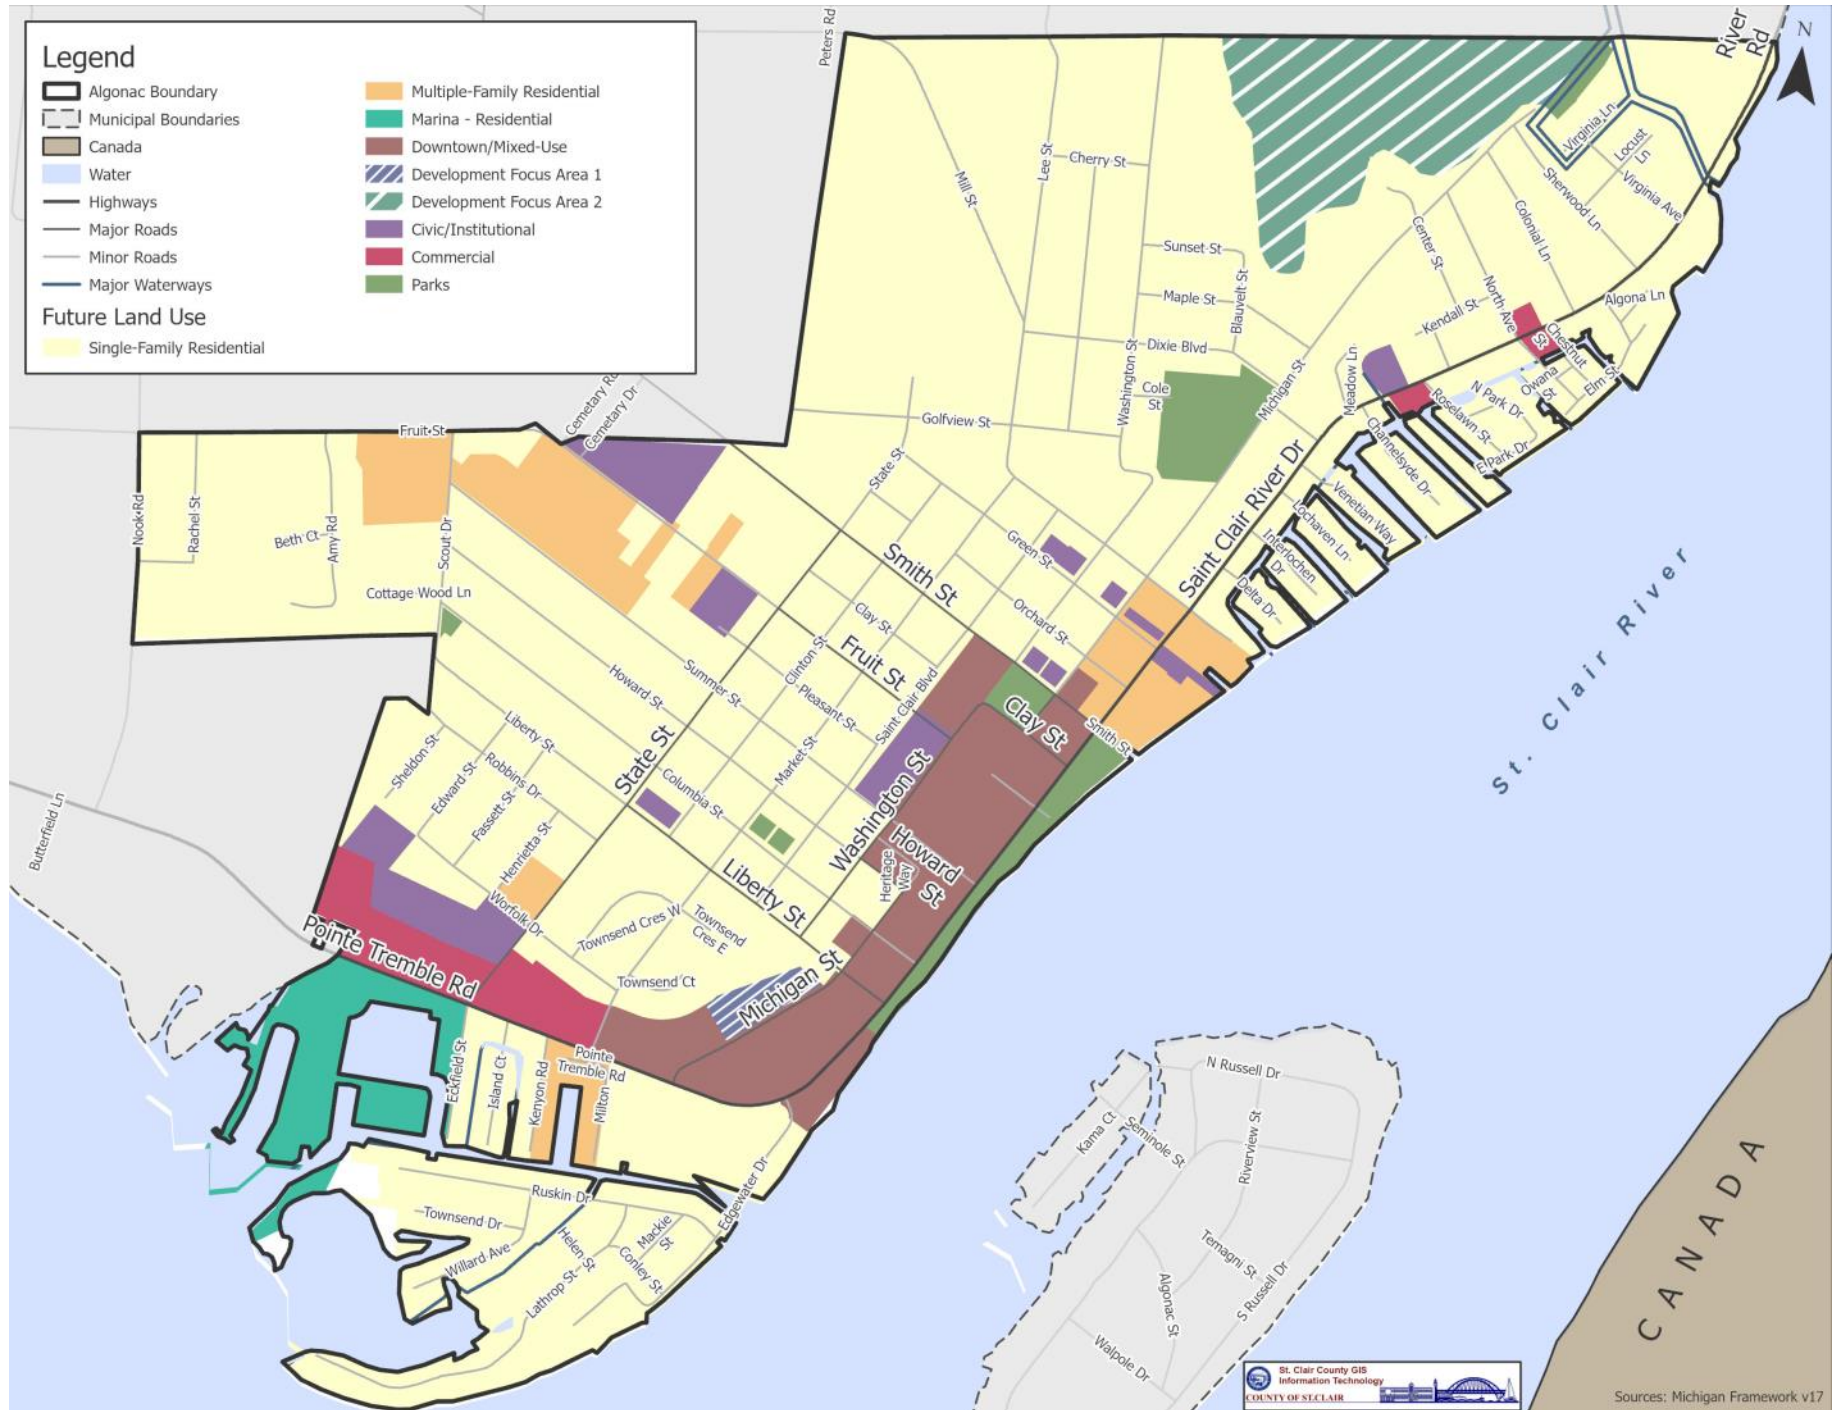 Legend
Algonac Boundary
Municipal Boundaries
Canada
Water
Highways
Major Roads
Minor Roads
Major Waterways
Future Land Use
Single-Family Residential
Multiple-Family Residential
Marina - Residential
Downtown/Mixed-Use
Development Focus Area 1
Development Focus Area 2
Civic/Institutional
Commercial
Parks
Peters Rd
River
Rd
N
Virginia Ln
Locust
Ln
Virginia Ave
Sherwood Ln
Colonial Ln
Center St
North Ave
Kendall St
Algona Ln
Chestnut
St
Elm St
Owana
St
N Park Dr
Roselawn St
E Park Dr
Meadow Ln
Channelsyde Dr
Venetian Way
Lochaven Ln
Interlochen
Dr
Delta Dr
Lee St
Cherry St
Mill St
Sunset St
Maple St
Blauvelt St
Dixie Blvd
Washington St
Cole
St
Michigan St
Golfview St
Saint Clair River Dr
State St
Green St
Orchard St
Smith St
Clay St
Fruit St
Clinton St
Pleasant St
Saint Clair Blvd
Market St
Cemetary Rd
Cemetary Dr
Fruit St
Nook Rd
Rachel St
Beth Ct
Amy Rd
Scout Dr
Cottage Wood Ln
Summer St
Howard St
Liberty St
State St
Columbia St
Sheldon St
Robbins Dr
Edward St
Fassett St
Henrietta St
Worfolk Dr
Clay St
Smith St
Washington St
Howard
St
Heritage
Way
Liberty St
Townsend Cres W
Townsend
Cres E
Townsend Ct
Michigan St
Butterfield Ln
Pointe Tremble Rd
Pointe
Tremble Rd
Eckfield St
Island Ct
Kenyon Rd
Milton
Edgewater Dr
Ruskin Dr
Townsend Dr
Willard Ave
Helen St
Mackie
St
Conley St
Lathrop St
St. Clair River
N Russell Dr
Kama Ct
Seminole St
Riverview St
Temagni St
S Russell Dr
Algonac St
Walpole Dr
CANADA
St. Clair County GIS
Information Technology
COUNTY OF ST.CLAIR
Sources: Michigan Framework v17